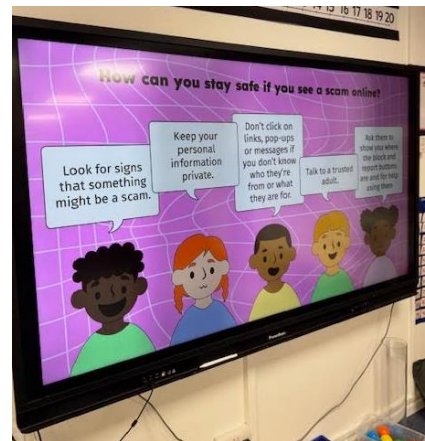 15 16 17 18 19 20
How can you stay safe if you see a scam online?
Look for signs
that something
might be a scam.
Keep your
personal
information
private.
Don't click on
links, pop-ups
or messages if
you don't know
who they're
from or what
they are for.
Talk to a trusted
adult.
Ask them to
show you where
the block and
report buttons
are and for help
using them
Promethean